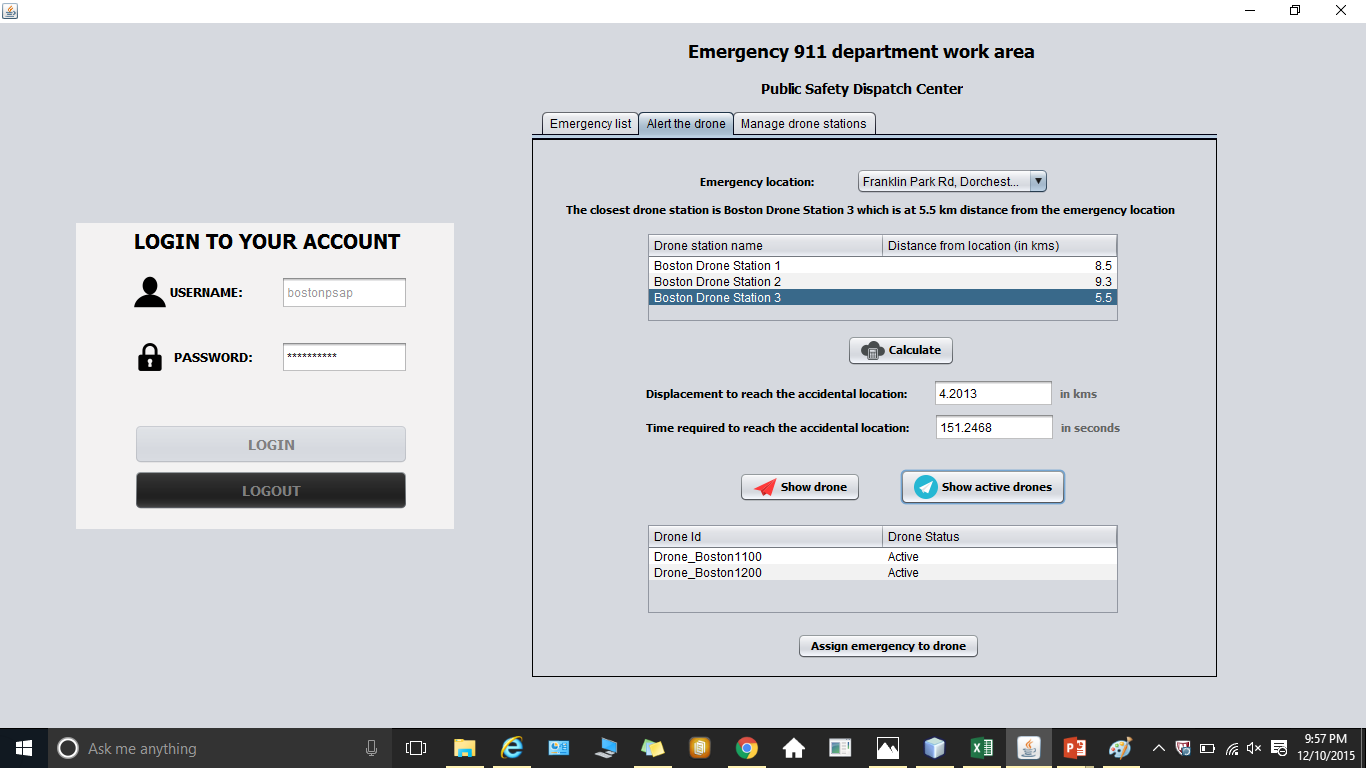 Emergency 911 department work area
Public Safety Dispatch Center
Emergency list Alert the drone Manage drone stations
Emergency location: Franklin Park Rd, Dorchest...
The closest drone station is Boston Drone Station 3 which is at 5.5 km distance from the emergency location
Drone station name Distance from location (in kms)
Boston Drone Station 1 8.5
Boston Drone Station 2 9.3
Boston Drone Station 3 5.5
Calculate
Displacement to reach the accidental location: 4.2013 in kms
Time required to reach the accidental location: 151.2468 in seconds
Show drone Show active drones
Drone Id Drone Status
Drone_Boston1100 Active
Drone_Boston1200 Active
Assign emergency to drone
LOGIN TO YOUR ACCOUNT
USERNAME: bostonpsap
PASSWORD: **********
LOGIN
LOGOUT
Ask me anything
9:57 PM
12/10/2015